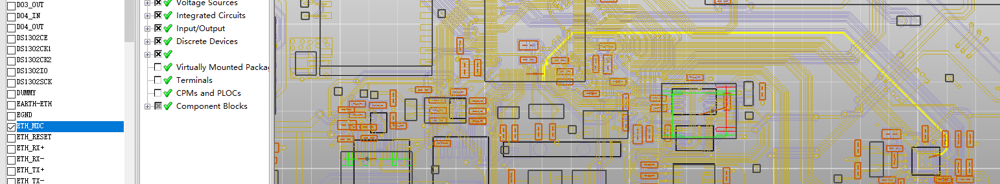 DO3_OUT
DO4_IN
DO4_OUT
DS1302CE
DS1302CK1
DS1302CK2
DS1302IO
DS1302SCK
DUMMY
EARTH-ETH
EGND
ETH_MDC
ETH_RESET
ETH_RX+
ETH_RX-
ETH_TX+
ETH_TX-
Voltage Sources
Integrated Circuits
Input/Output
Discrete Devices
Virtually Mounted Packa
Terminals
CPMs and PLOCs
Component Blocks